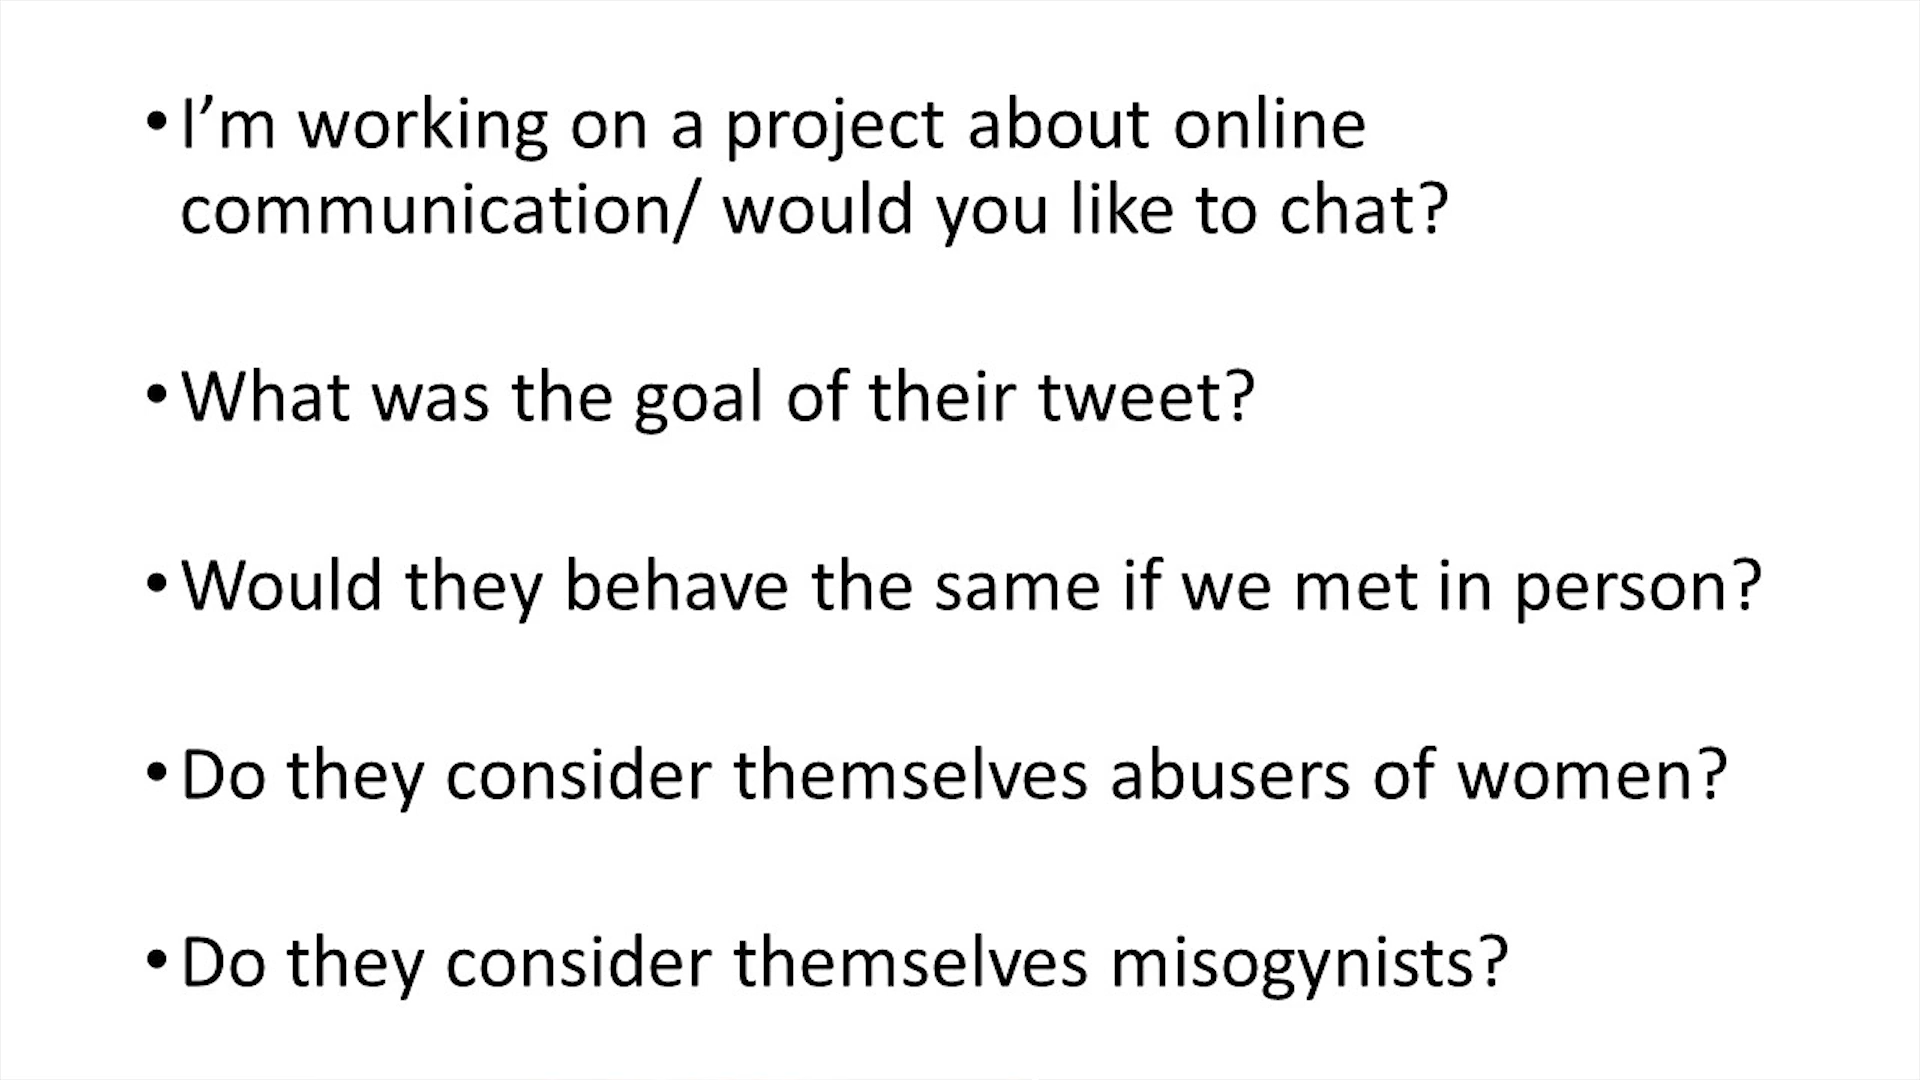 •I’m working on a project about online
communication/ would you like to chat?
•What was the goal of their tweet?
•Would they behave the same if we met in person?
•Do they consider themselves abusers of women?
•Do they consider themselves misogynists?